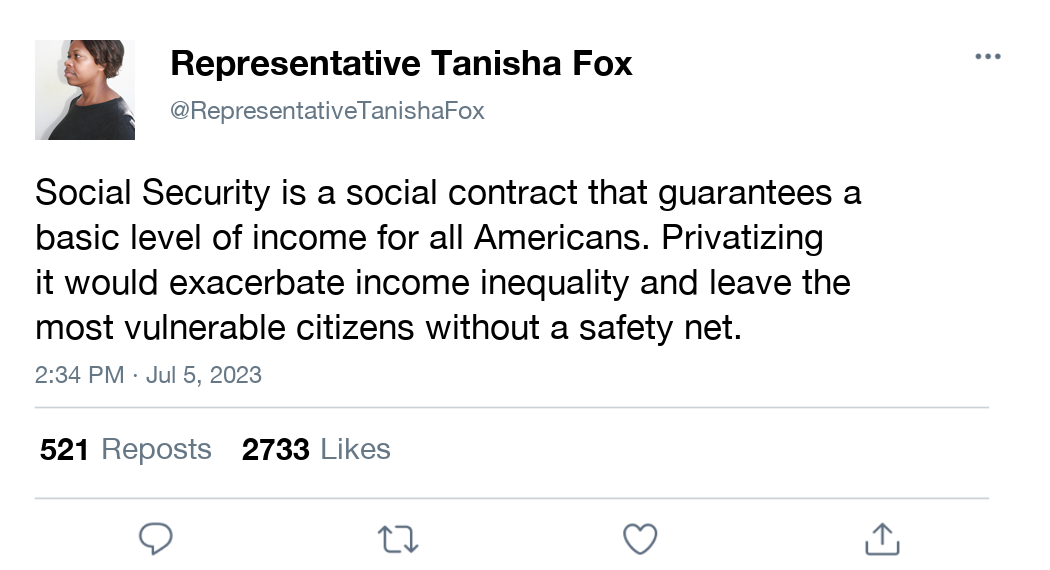 Representative Tanisha Fox
@RepresentativeTanishaFox
Social Security is a social contract that guarantees a
basic level of income for all Americans. Privatizing
it would exacerbate income inequality and leave the
most vulnerable citizens without a safety net.
2:34 PM · Jul 5, 2023
521 Reposts 2733 Likes